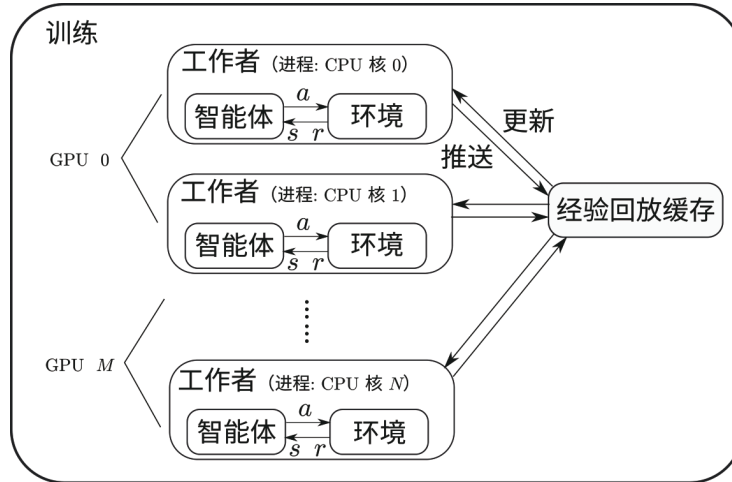 训练
工作者（进程: CPU 核 0）
智能体 a 环境
s r
更新
推送
GPU 0
工作者（进程: CPU 核 1）
经验回放缓存
智能体 a 环境
s r
......
GPU M
工作者（进程: CPU 核 N）
智能体 a 环境
s r